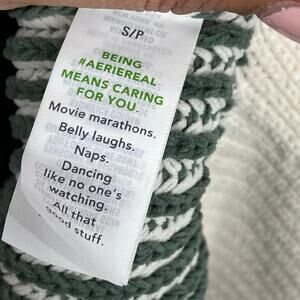 S/P
BEING
#AERIEREAL
MEANS CARING
FOR YOU.
Movie marathons.
Belly laughs.
Naps.
Dancing
like no one's
watching.
All that
good stuff.